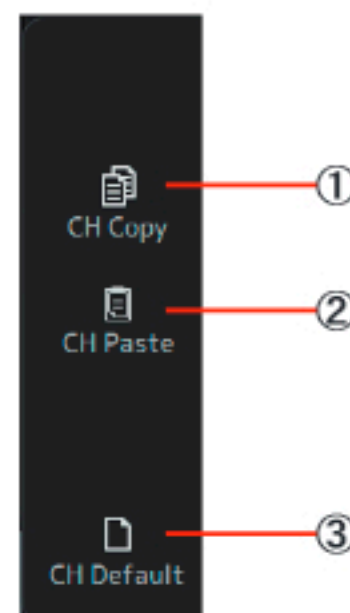 CH Copy ①
CH Paste ②
CH Default ③